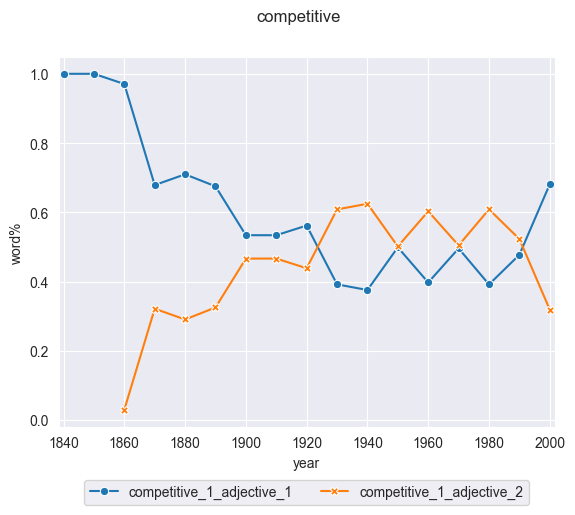 competitive
1.0
0.8
0.6
0.4
0.2
0.0
word%
1840 1860 1880 1900 1920 1940 1960 1980 2000
year
competitive_1_adjective_1 competitive_1_adjective_2